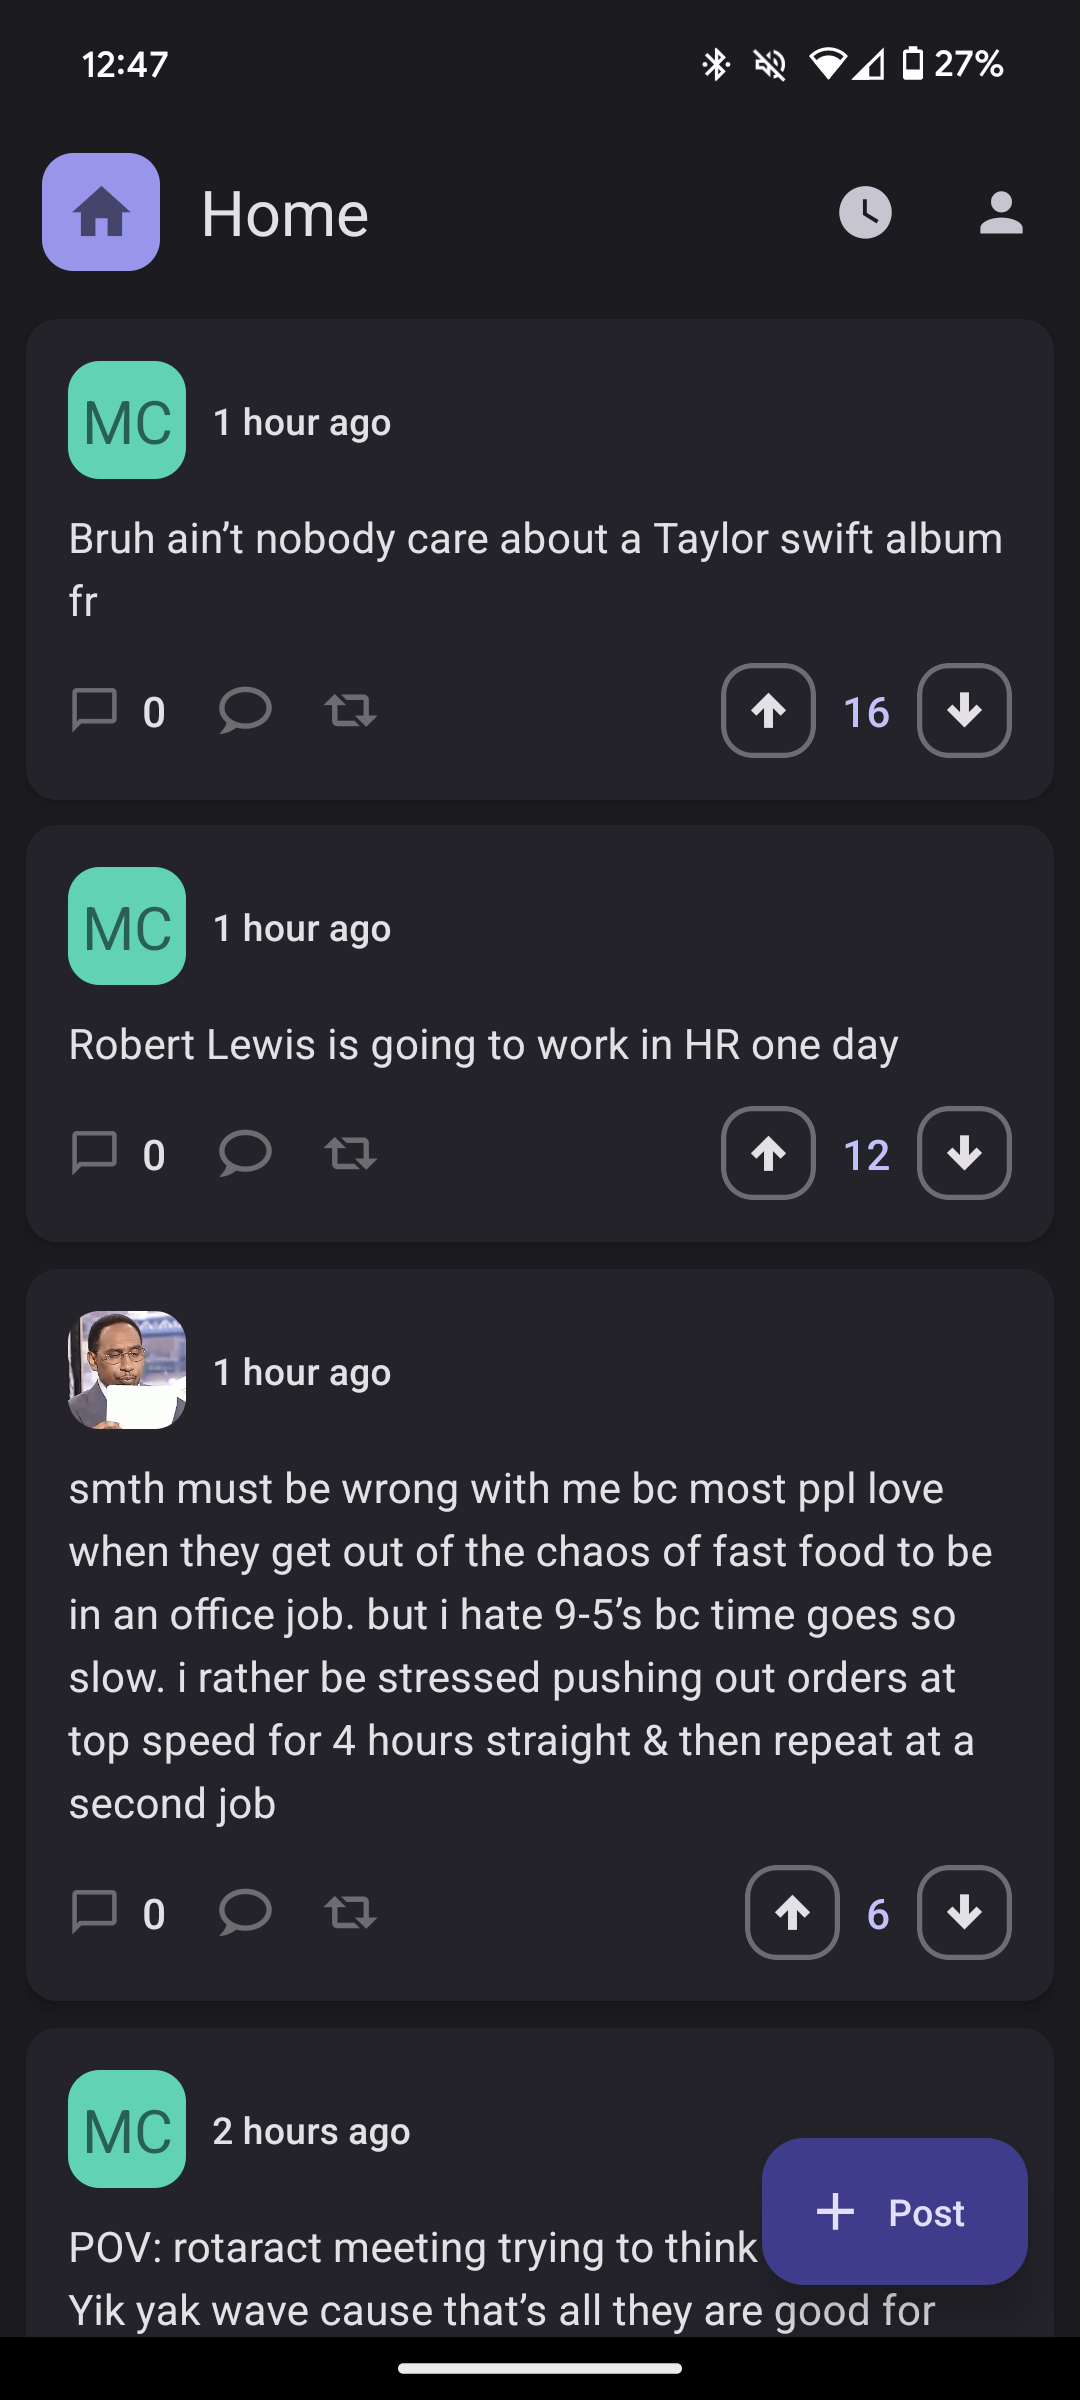 12:47
27%
Home
MC
1 hour ago
Bruh ain’t nobody care about a Taylor swift album
fr
0
16
MC
1 hour ago
Robert Lewis is going to work in HR one day
0
12
1 hour ago
smth must be wrong with me bc most ppl love
when they get out of the chaos of fast food to be
in an office job. but i hate 9-5’s bc time goes so
slow. i rather be stressed pushing out orders at
top speed for 4 hours straight & then repeat at a
second job
0
6
MC
2 hours ago
Post
POV: rotaract meeting trying to think
Yik yak wave cause that’s all they are good for